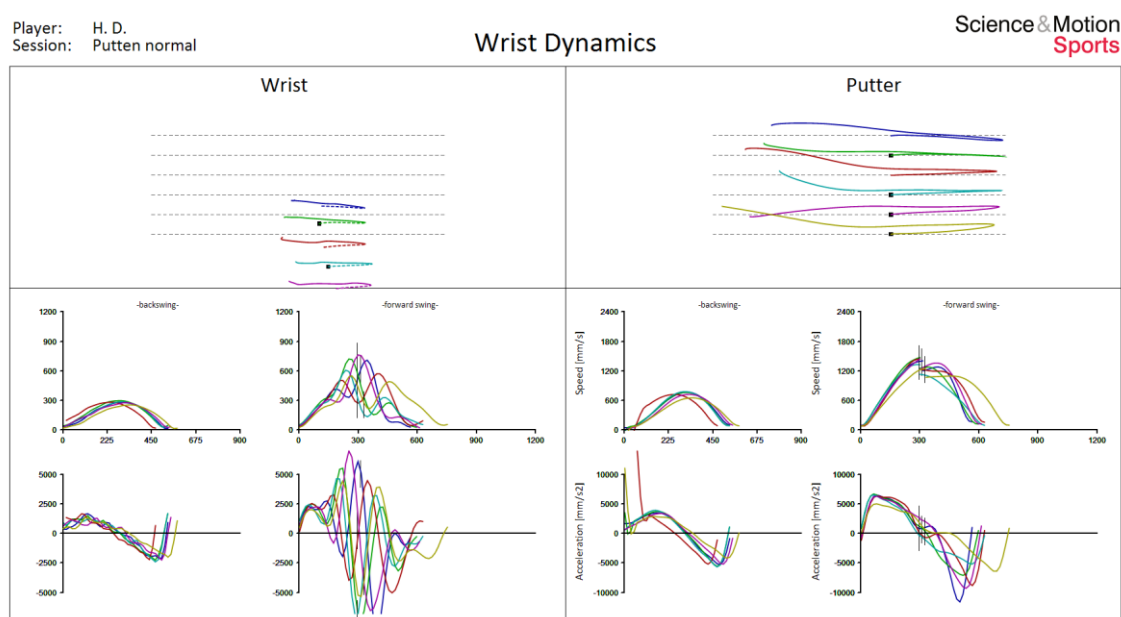 Player: H. D.
Session: Putten normal
Wrist Dynamics
Science&Motion
Sports
Wrist
Putter
-backswing-
-forward swing-
-backswing-
-forward swing-
1200
900
600
300
0
0 225 450 675 900
1200
900
600
300
0
0 300 600 900 1200
Speed [mm/s]
2400
1800
1200
600
0
0 225 450 675 900
Speed [mm/s]
2400
1800
1200
600
0
0 300 600 900 1200
5000
2500
0
-2500
-5000
5000
2500
0
-2500
-5000
Acceleration [mm/s2]
10000
5000
0
-5000
-10000
Acceleration [mm/s2]
10000
5000
0
-5000
-10000